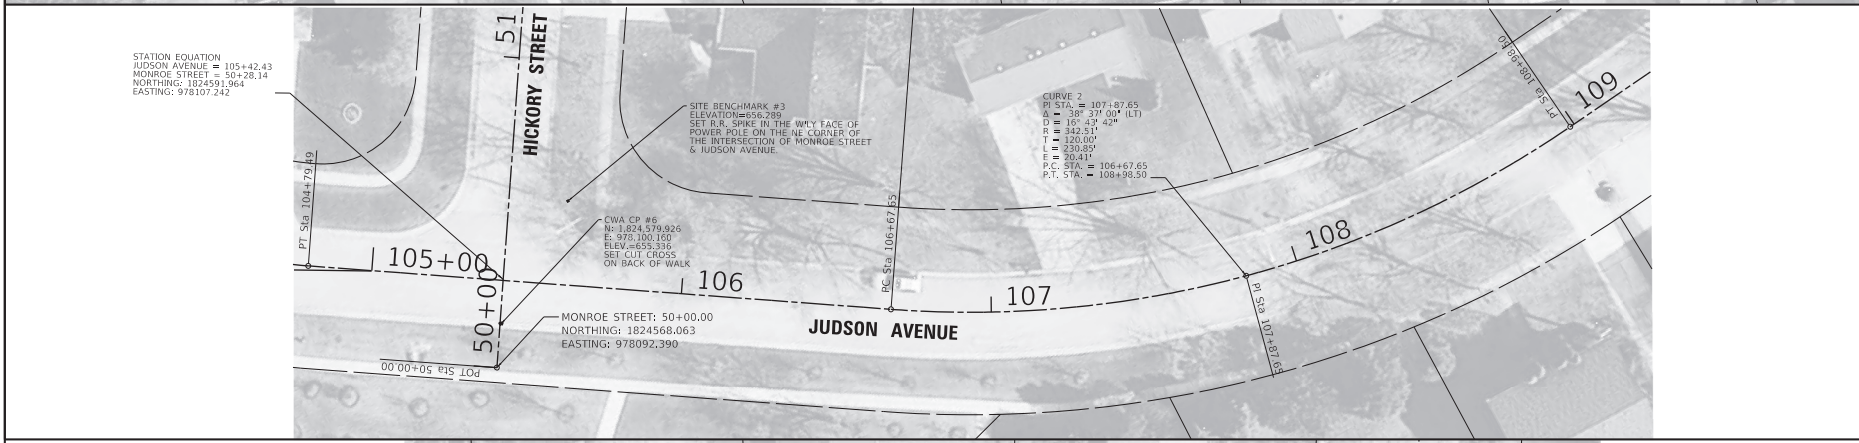 STATION EQUATION
JUDSON AVENUE = 105+42.43
MONROE STREET = 50+28.14
NORTHING: 1824591.964
EASTING: 978107.242
51
HICKORY STREET
SITE BENCHMARK #3
ELEVATION=656.289
SET R.R. SPIKE IN THE W'LY FACE OF
POWER POLE ON THE NE CORNER OF
THE INTERSECTION OF MONROE STREET
& JUDSON AVENUE.
CURVE 2
PI STA. = 107+87.65
Δ = 38° 37' 00" (LT)
D = 16° 43' 42"
R = 342.51'
T = 120.00'
L = 230.85'
E = 20.41'
P.C. STA. = 106+67.65
P.T. STA. = 108+98.50
PT Sta 108+98.50
109
PT Sta 104+79.49
CWA CP #6
N: 1,824,579.926
E: 978,100.160
ELEV.=655.336
SET CUT CROSS
ON BACK OF WALK
PC Sta 106+67.65
105+00
106
107
108
50+00
PI Sta 107+87.65
MONROE STREET: 50+00.00
NORTHING: 1824568.063
EASTING: 978092.390
JUDSON AVENUE
POT Sta 50+00.00